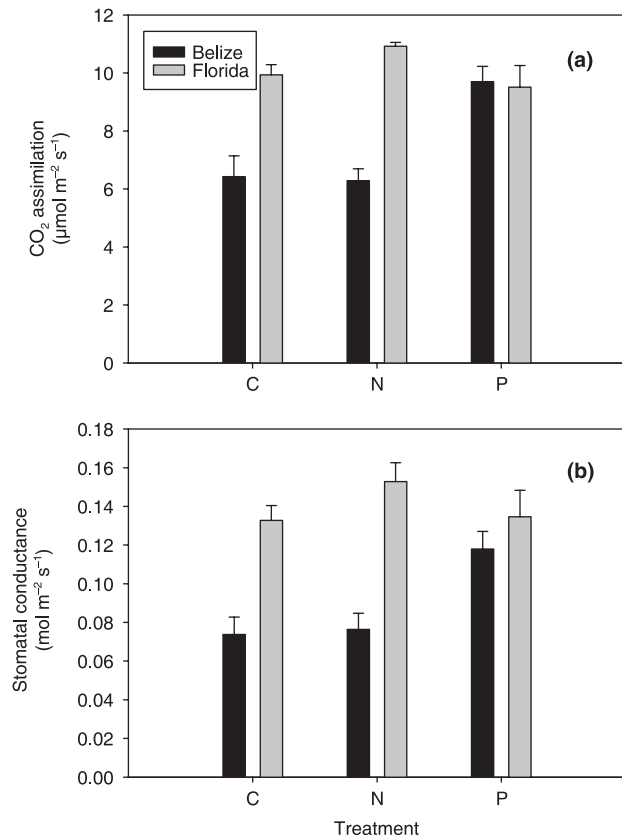 12
10
8
6
4
2
0
CO₂ assimilation
(µmol m⁻² s⁻¹)
Belize
Florida
(a)
C N P
0.18
0.16
0.14
0.12
0.10
0.08
0.06
0.04
0.02
0.00
Stomatal conductance
(mol m⁻² s⁻¹)
(b)
C N P
Treatment